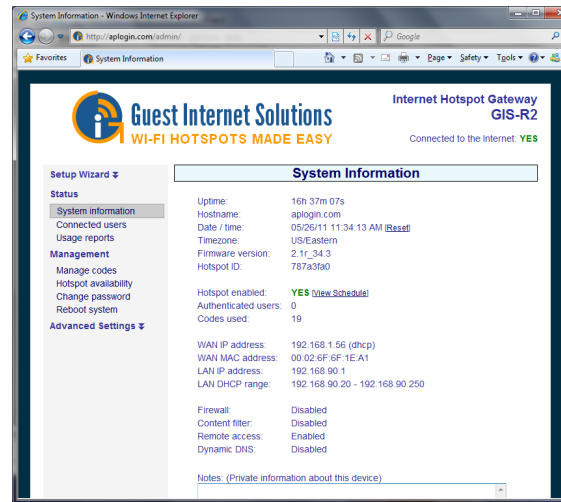 System Information - Windows Internet Explorer
http://aplogin.com/admin/
Google
Favorites
System Information
Page
Safety
Tools
Guest Internet Solutions
WI-FI HOTSPOTS MADE EASY
Internet Hotspot Gateway
GIS-R2
Connected to the Internet: YES
Setup Wizard
System Information
Status
System information
Connected users
Usage reports
Management
Manage codes
Hotspot availability
Change password
Reboot system
Advanced Settings
Uptime: 16h 37m 07s
Hostname: aplogin.com
Date / time: 05/26/11 11:34:13 AM [Reset]
Timezone: US/Eastern
Firmware version: 2.1r_34.3
Hotspot ID: 787a3fa0
Hotspot enabled: YES [View Schedule]
Authenticated users: 0
Codes used: 19
WAN IP address: 192.168.1.56 (dhcp)
WAN MAC address: 00:02:6F:6F:1E:A1
LAN IP address: 192.168.90.1
LAN DHCP range: 192.168.90.20 - 192.168.90.250
Firewall: Disabled
Content filter: Disabled
Remote access: Enabled
Dynamic DNS: Disabled
Notes: (Private information about this device)